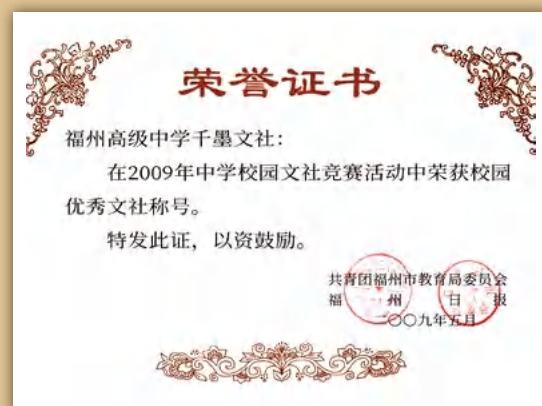 荣誉证书
福州高级中学千墨文社:
在2009年中学校园文社竞赛活动中荣获校园
优秀文社称号。
特发此证，以资鼓励。
共青团福州市教育局委员会
福州日报
二〇〇九年五月